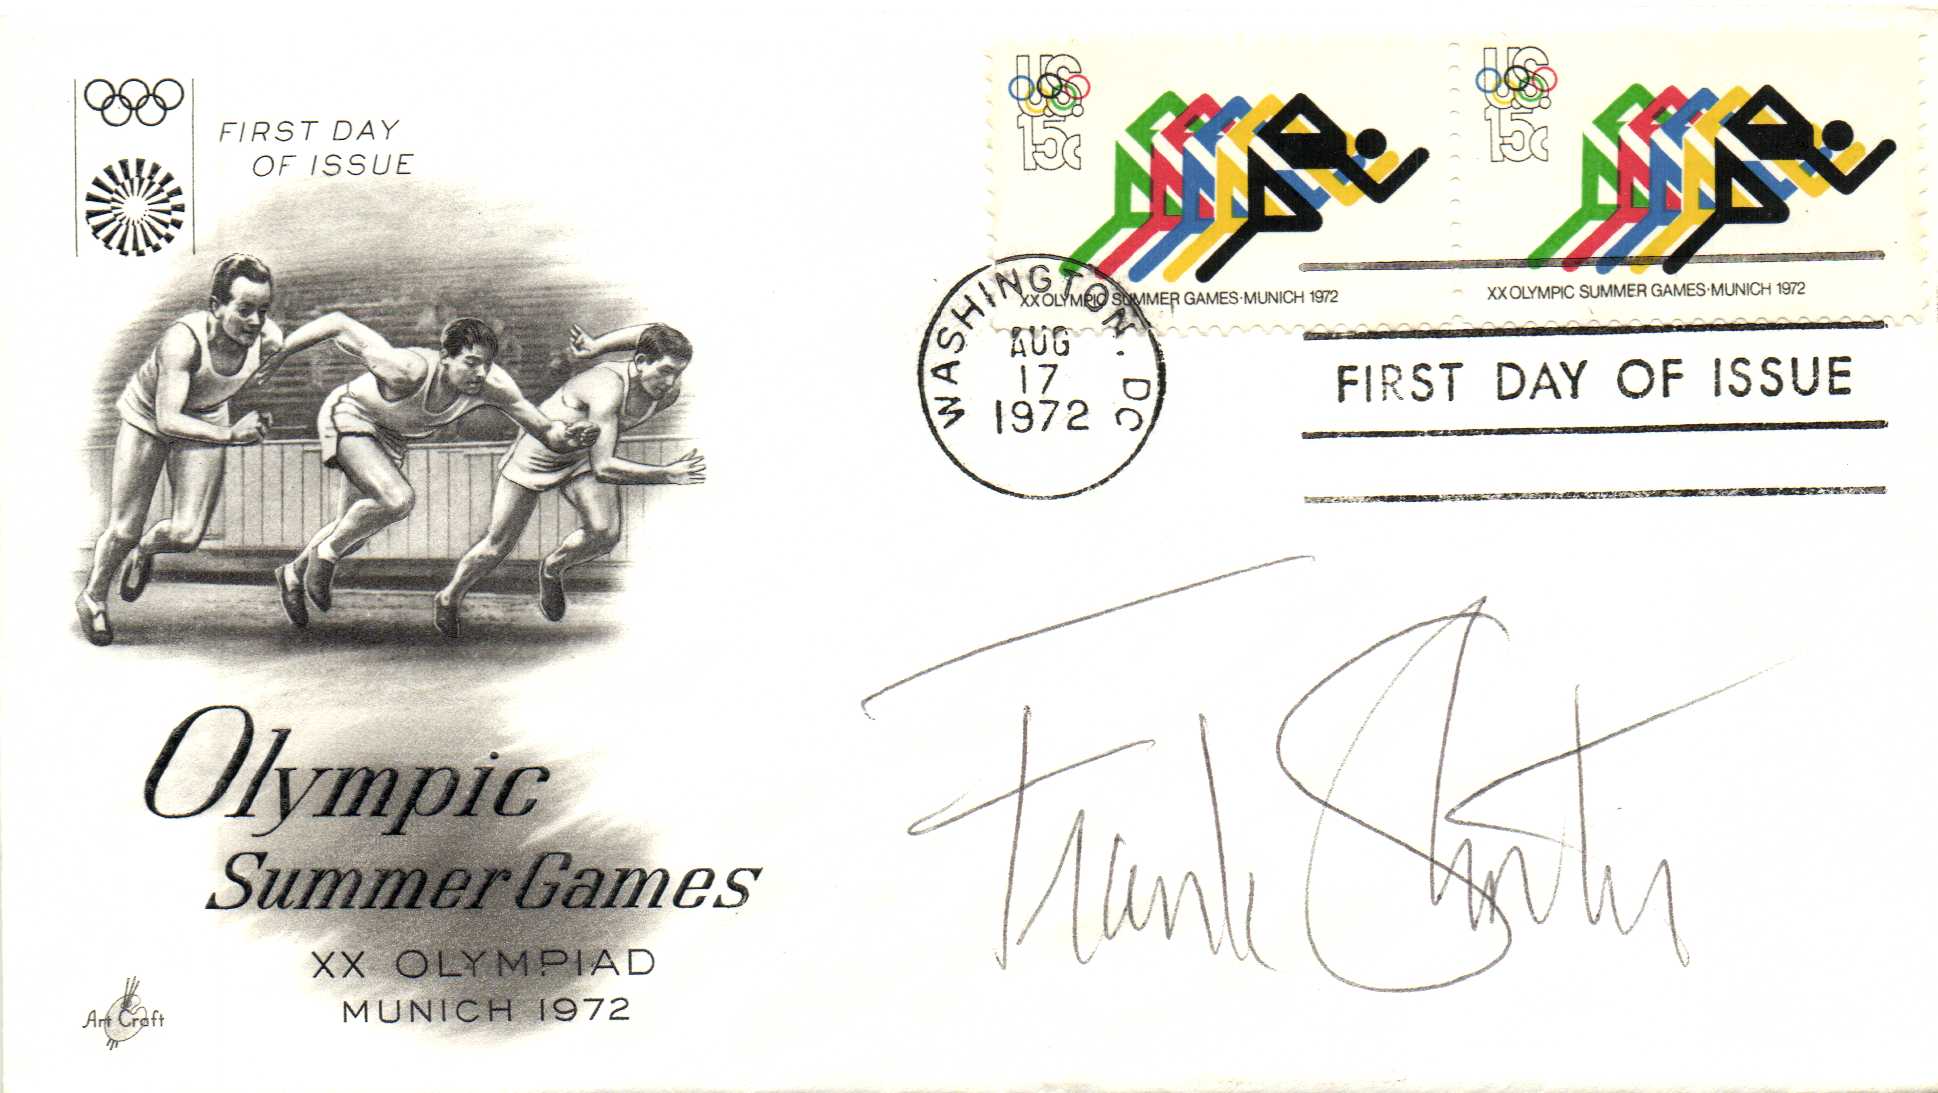 FIRST DAY
OF ISSUE
U.S.
15c
XX OLYMPIC SUMMER GAMES·MUNICH 1972
U.S.
15c
XX OLYMPIC SUMMER GAMES·MUNICH 1972
WASHINGTON. DC
AUG
17
1972
FIRST DAY OF ISSUE
Frank Shorter
Olympic
Summer Games
XX OLYMPIAD
MUNICH 1972
Art Craft